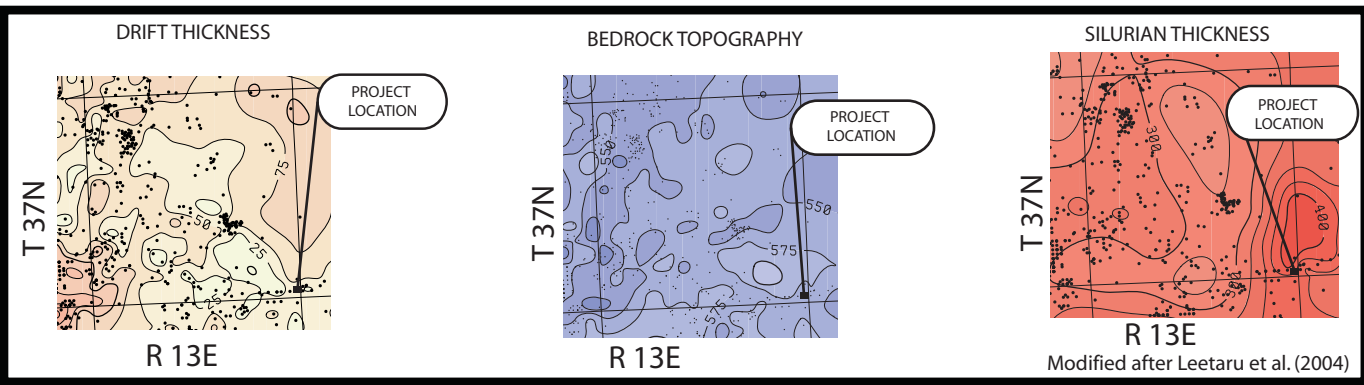 DRIFT THICKNESS
PROJECT
LOCATION
75
50
25
25
T 37N
R 13E
BEDROCK TOPOGRAPHY
PROJECT
LOCATION
550
550
575
575
T 37N
R 13E
SILURIAN THICKNESS
PROJECT
LOCATION
300
400
T 37N
R 13E
Modified after Leetaru et al. (2004)